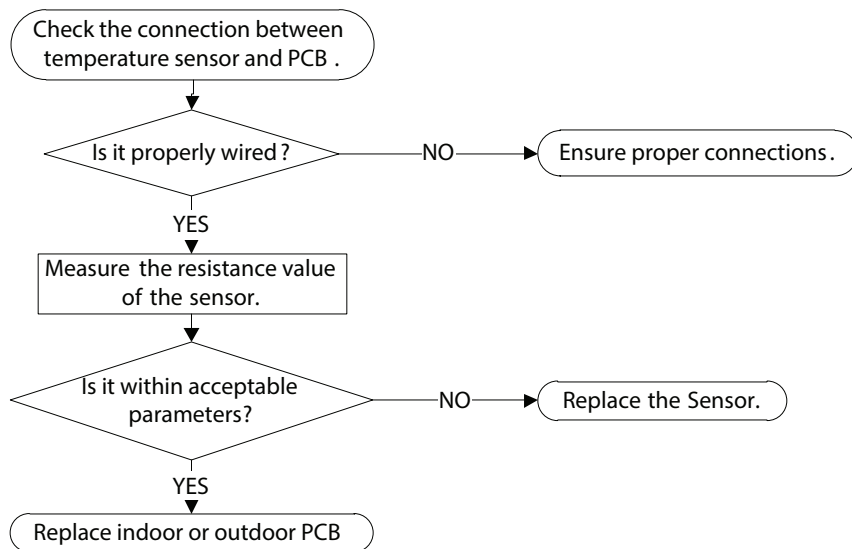 Check the connection between
temperature sensor and PCB .
Is it properly wired ?
NO
Ensure proper connections .
YES
Measure the resistance value
of the sensor.
Is it within acceptable
parameters?
NO
Replace the Sensor.
YES
Replace indoor or outdoor PCB